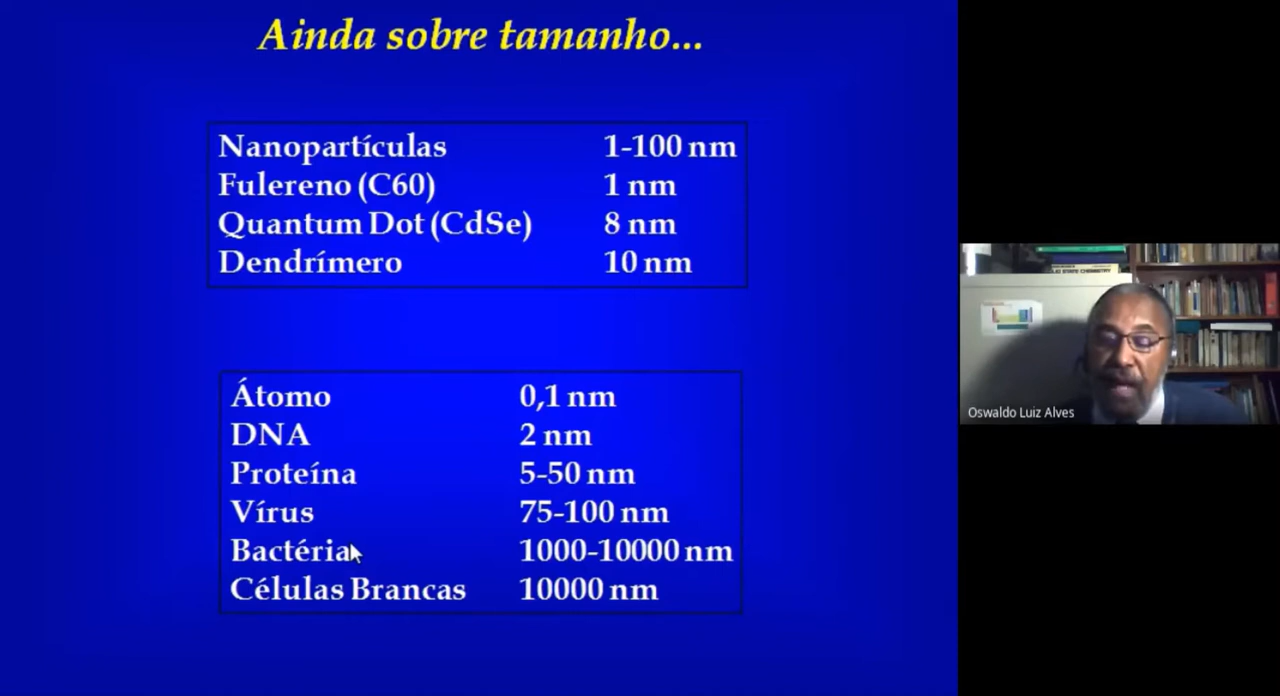 Ainda sobre tamanho...
Nanopartículas 1-100 nm
Fulereno (C60) 1 nm
Quantum Dot (CdSe) 8 nm
Dendrímero 10 nm
Átomo 0,1 nm
DNA 2 nm
Proteína 5-50 nm
Vírus 75-100 nm
Bactéria 1000-10000 nm
Células Brancas 10000 nm
STATE CHEMISTRY
Oswaldo Luiz Alves